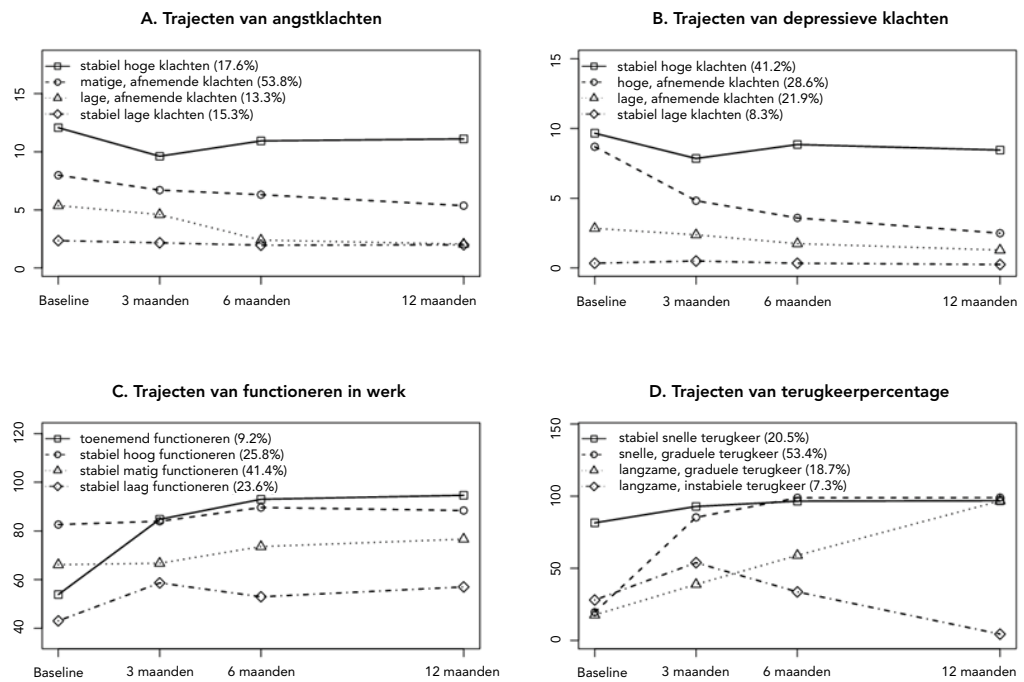 A. Trajecten van angstklachten
stabiel hoge klachten (17.6%)
matige, afnemende klachten (53.8%)
lage, afnemende klachten (13.3%)
stabiel lage klachten (15.3%)
15
10
5
0
Baseline
3 maanden
6 maanden
12 maanden
B. Trajecten van depressieve klachten
stabiel hoge klachten (41.2%)
hoge, afnemende klachten (28.6%)
lage, afnemende klachten (21.9%)
stabiel lage klachten (8.3%)
15
10
5
0
Baseline
3 maanden
6 maanden
12 maanden
C. Trajecten van functioneren in werk
toenemend functioneren (9.2%)
stabiel hoog functioneren (25.8%)
stabiel matig functioneren (41.4%)
stabiel laag functioneren (23.6%)
120
100
80
60
40
Baseline
3 maanden
6 maanden
12 maanden
D. Trajecten van terugkeerpercentage
stabiel snelle terugkeer (20.5%)
snelle, graduele terugkeer (53.4%)
langzame, graduele terugkeer (18.7%)
langzame, instabiele terugkeer (7.3%)
150
100
50
0
Baseline
3 maanden
6 maanden
12 maanden